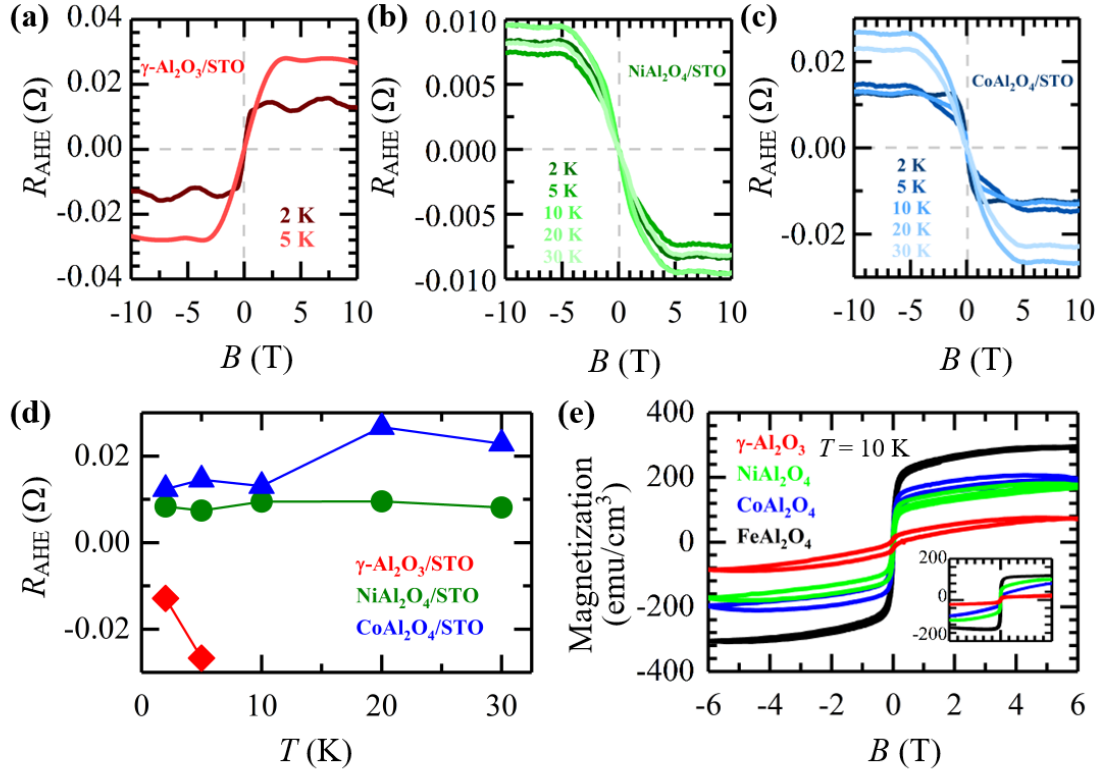 (a)
0.04
0.02
0.00
-0.02
-0.04
R_AHE (Ω)
γ-Al₂O₃/STO
2 K
5 K
-10 -5 0 5 10
B (T)
(b)
0.010
0.005
0.000
-0.005
-0.010
R_AHE (Ω)
NiAl₂O₄/STO
2 K
5 K
10 K
20 K
30 K
-10 -5 0 5 10
B (T)
(c)
0.02
0.00
-0.02
R_AHE (Ω)
CoAl₂O₄/STO
2 K
5 K
10 K
20 K
30 K
-10 -5 0 5 10
B (T)
(d)
0.02
0.00
-0.02
R_AHE (Ω)
γ-Al₂O₃/STO
NiAl₂O₄/STO
CoAl₂O₄/STO
0 10 20 30
T (K)
(e)
400
200
0
-200
-400
Magnetization
(emu/cm³)
γ-Al₂O₃
NiAl₂O₄
CoAl₂O₄
FeAl₂O₄
T = 10 K
200
0
-200
-6 -4 -2 0 2 4 6
B (T)